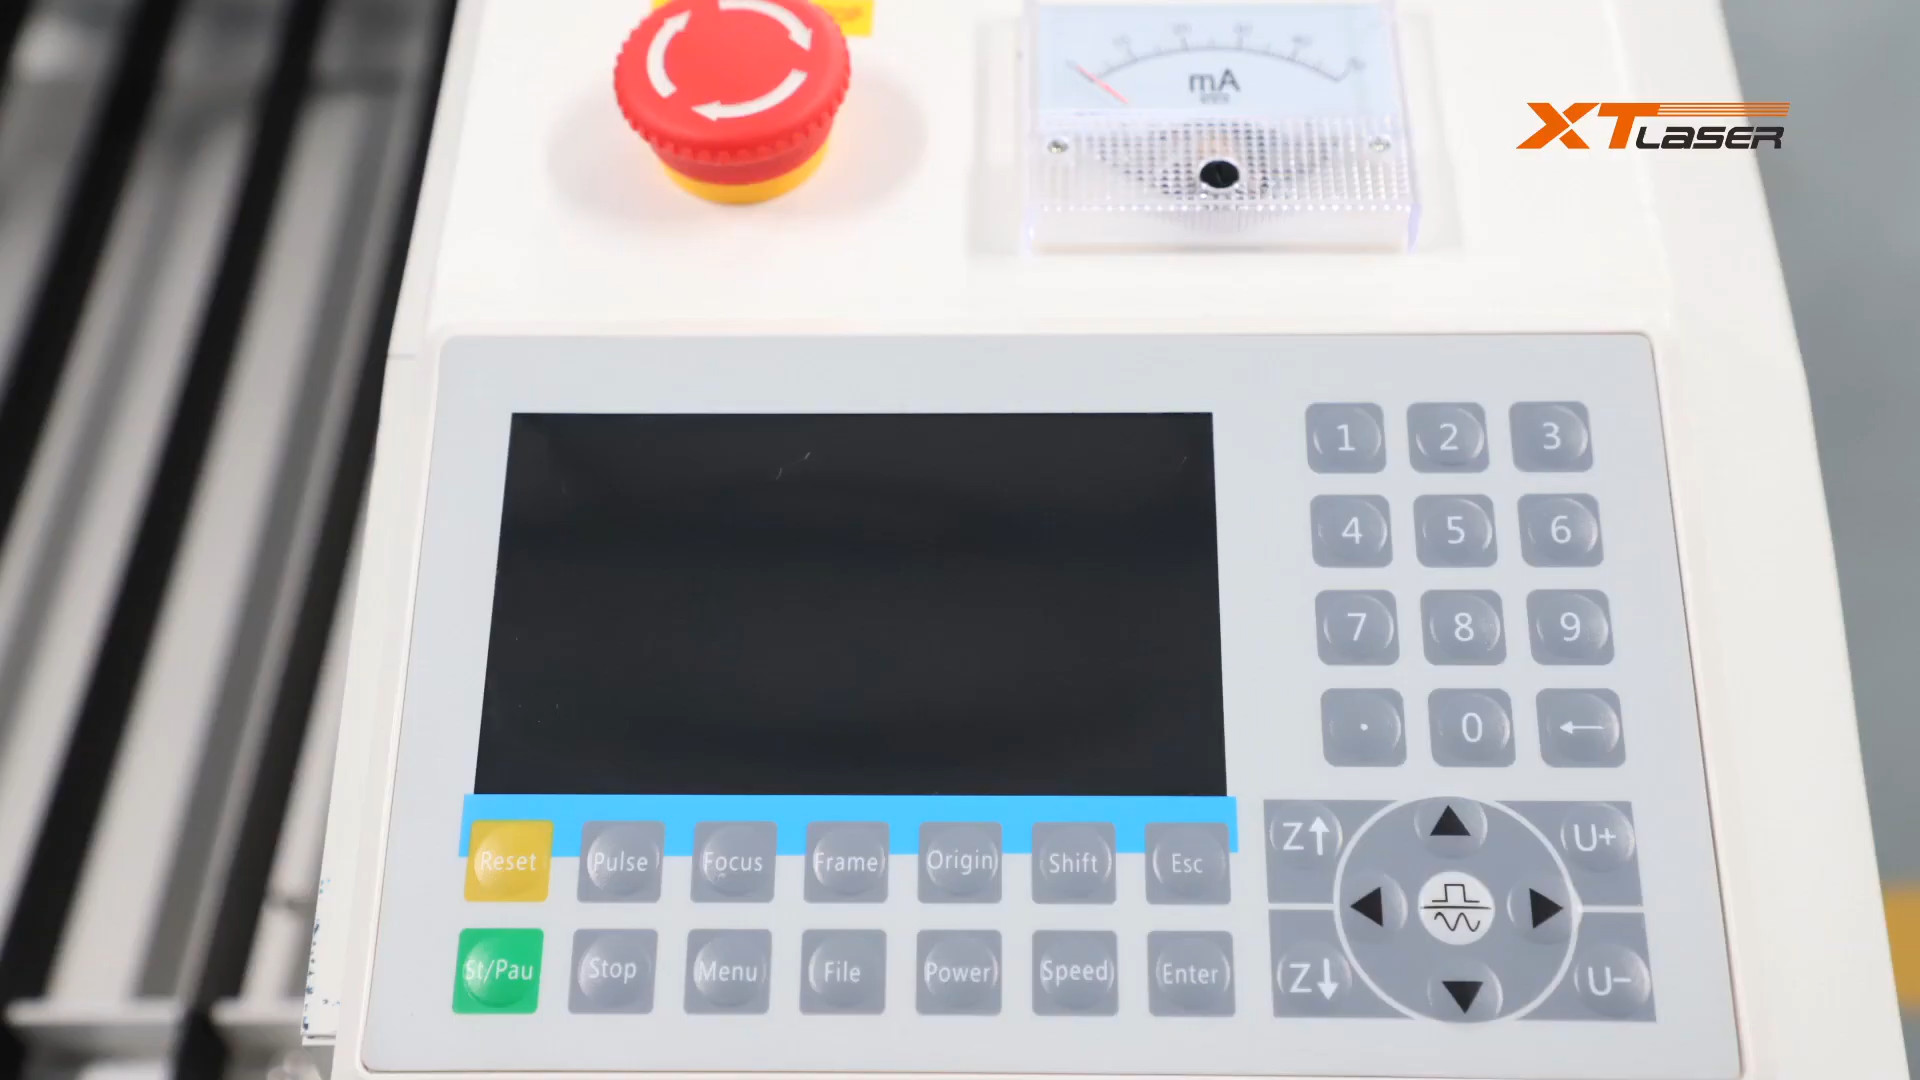 mA
XT LASER
1 2 3
4 5 6
7 8 9
. 0 ←
Reset Pulse Focus Frame Origin Shift Esc
St/Pau Stop Menu File Power Speed Enter
Z↑ U+
Z↓ U-